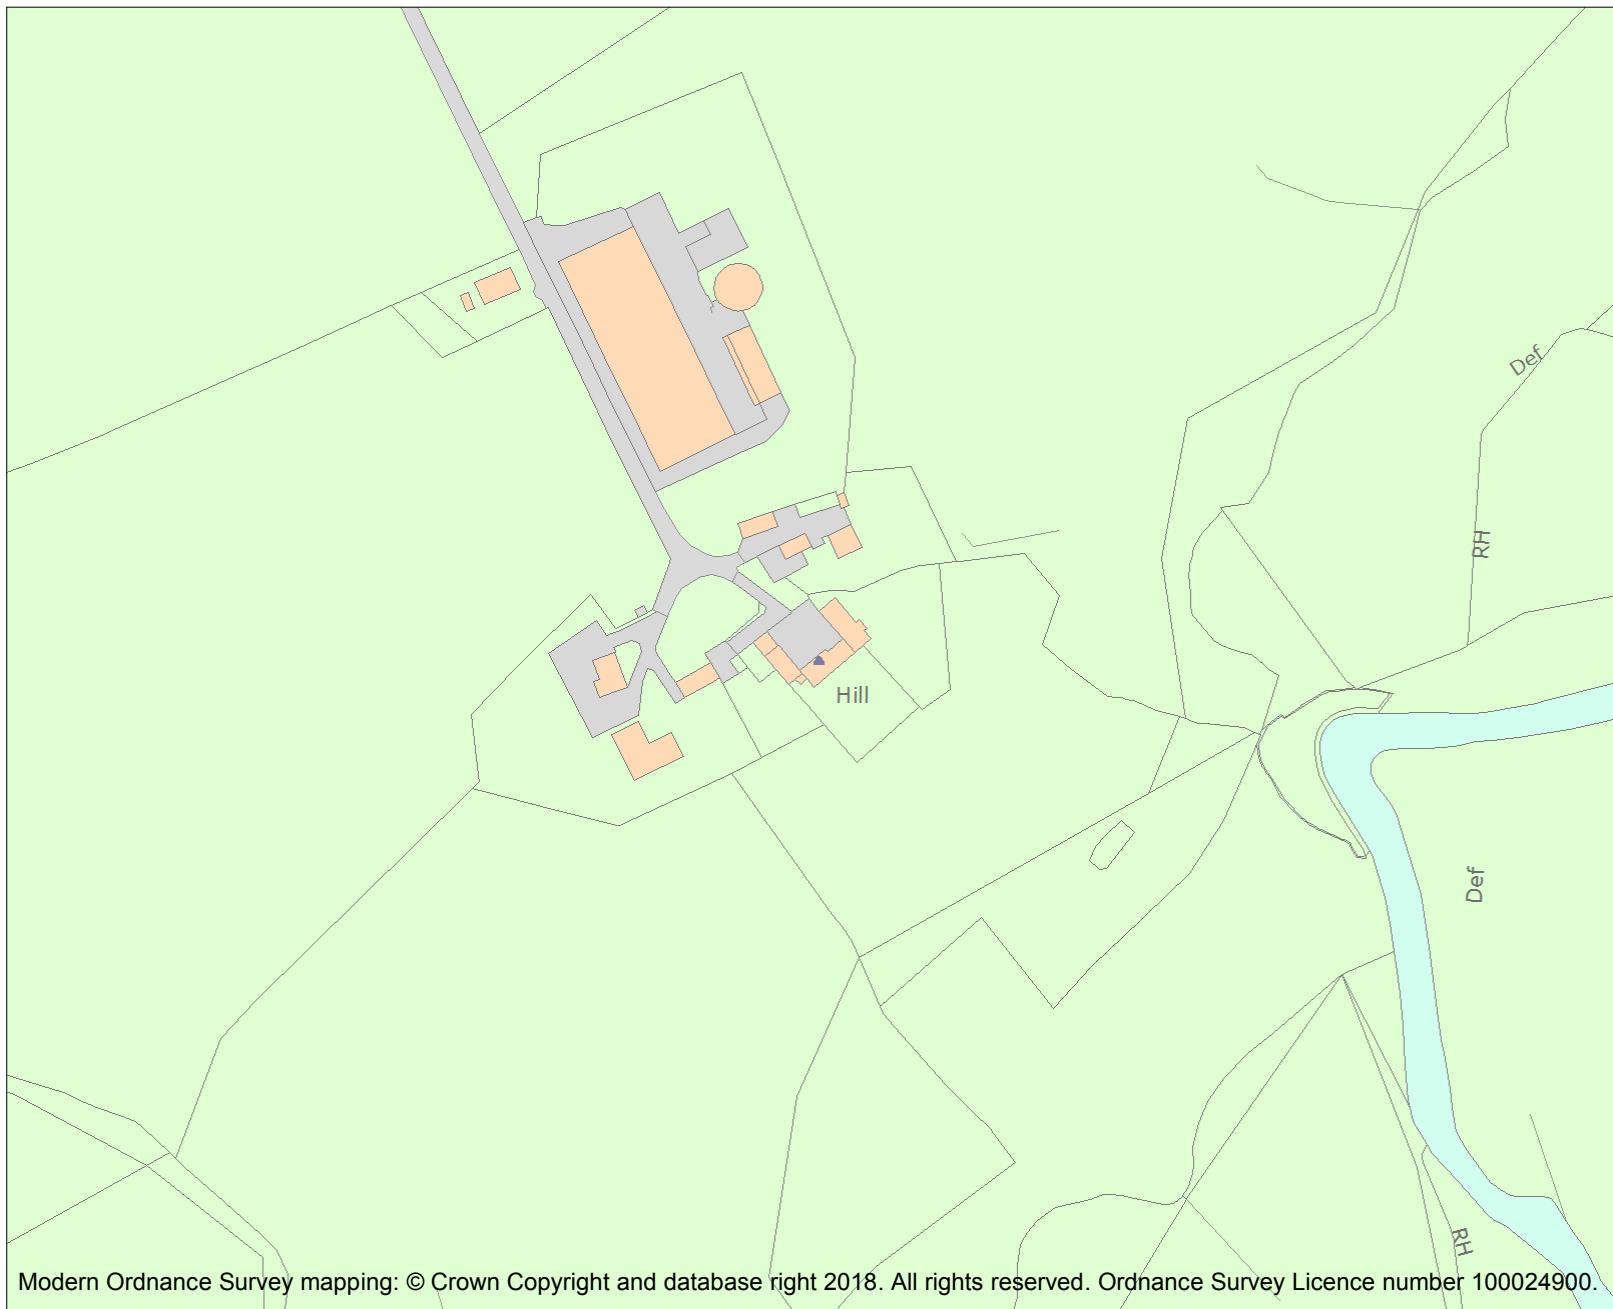 Def
RH
Hill
Def
RH
Modern Ordnance Survey mapping: © Crown Copyright and database right 2018. All rights reserved. Ordnance Survey Licence number 100024900.